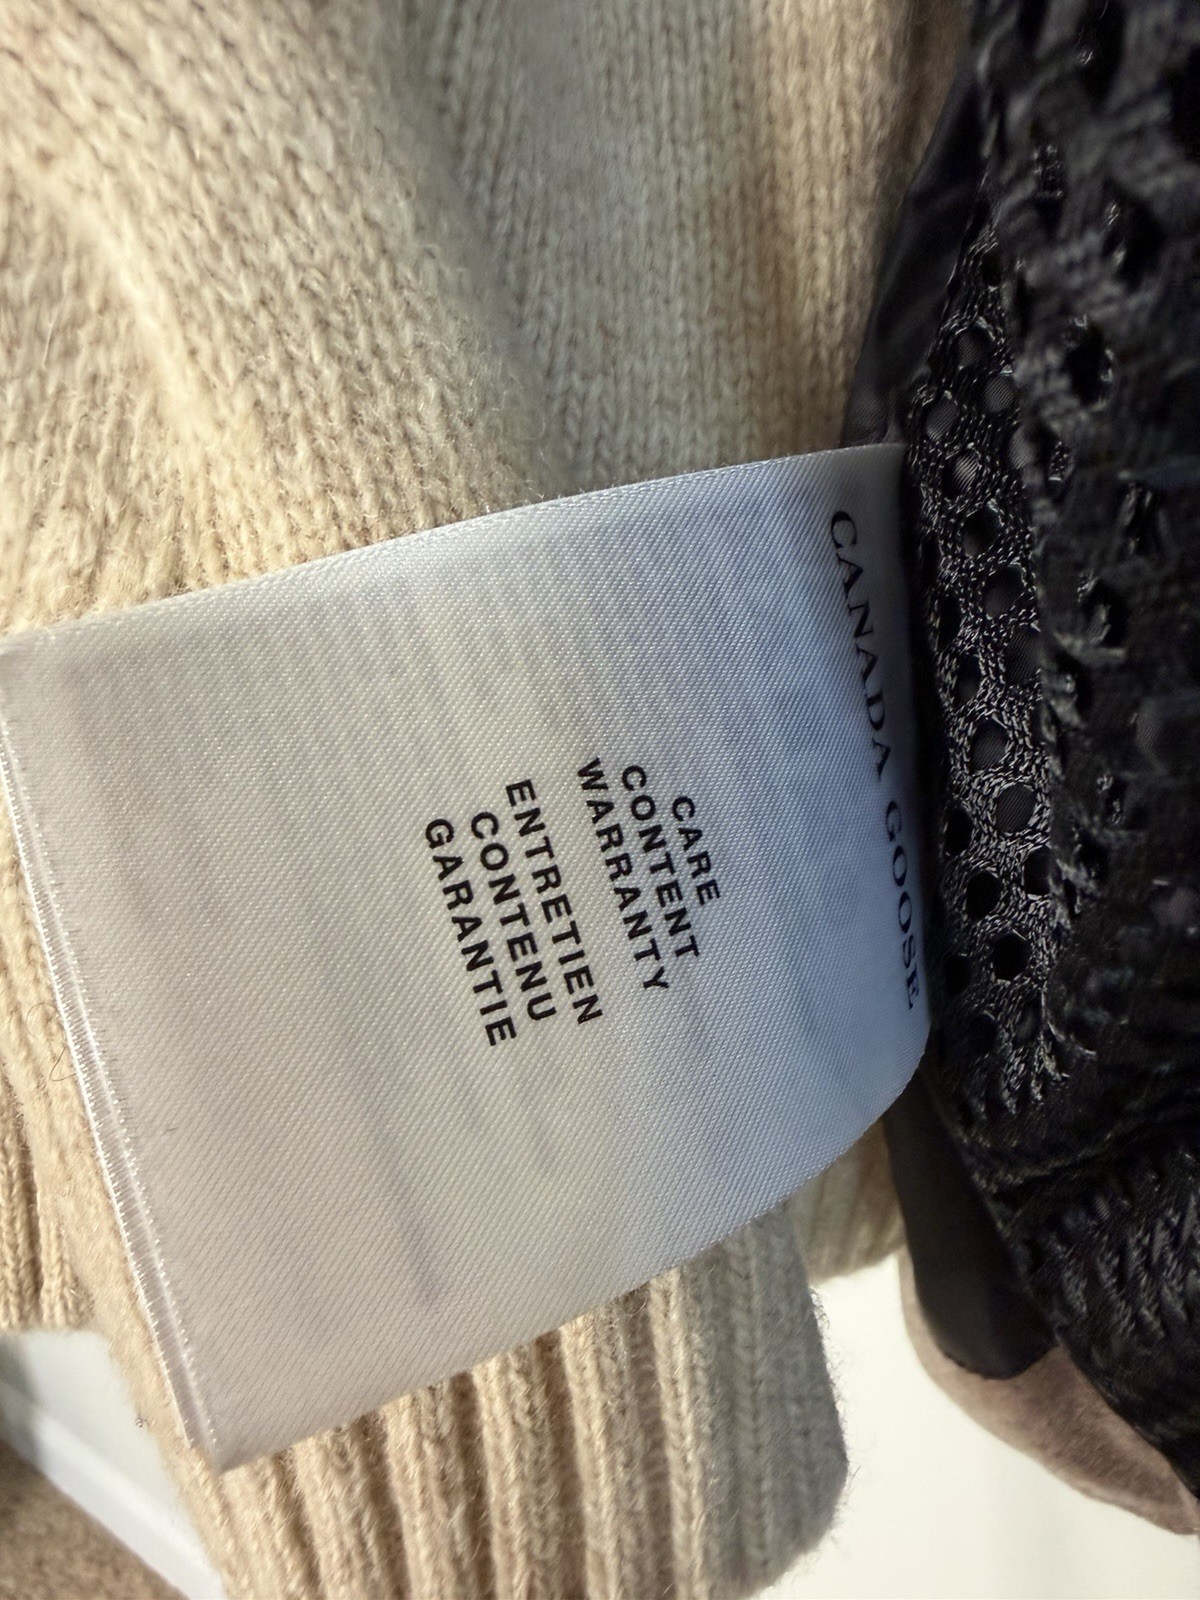 CANADA GOOSE
CARE
CONTENT
WARRANTY
ENTRETIEN
CONTENU
GARANTIE